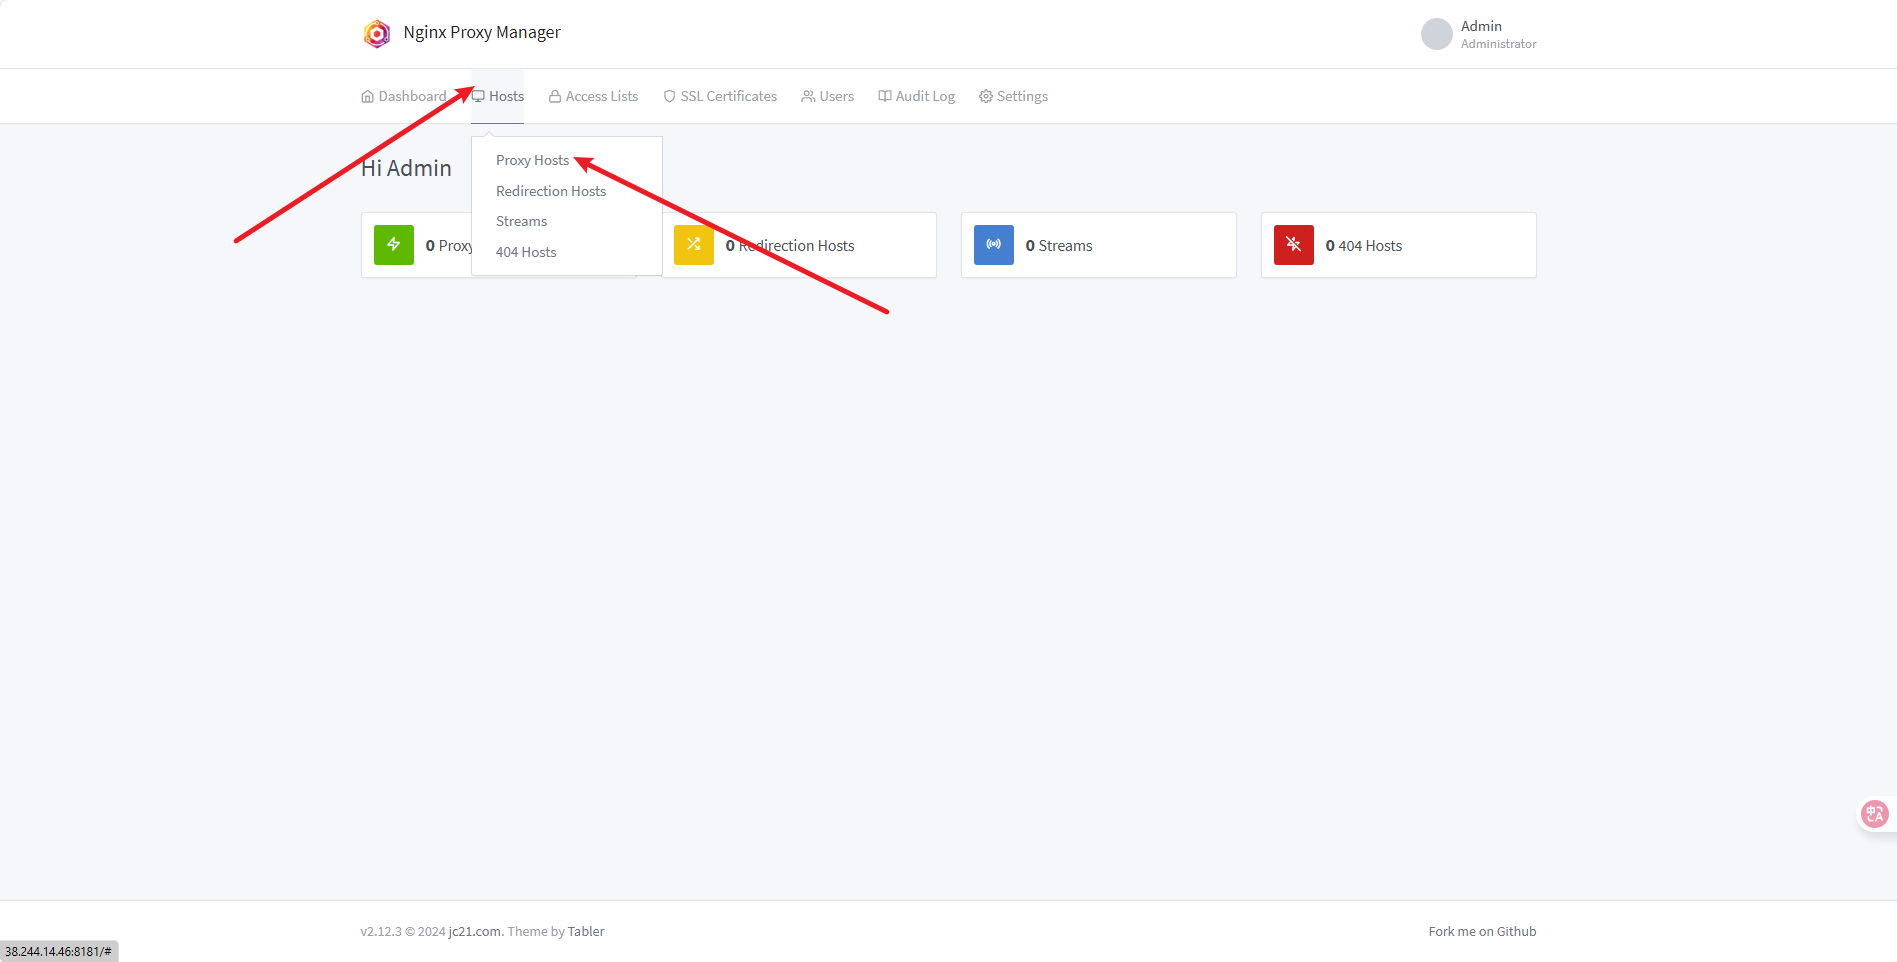 Nginx Proxy Manager
Admin
Administrator
Dashboard
Hosts
Access Lists
SSL Certificates
Users
Audit Log
Settings
Hi Admin
Proxy Hosts
Redirection Hosts
Streams
404 Hosts
0 Proxy
0 Redirection Hosts
0 Streams
0 404 Hosts
中A
v2.12.3 © 2024 jc21.com. Theme by Tabler
Fork me on Github
38.244.14.46:8181/#